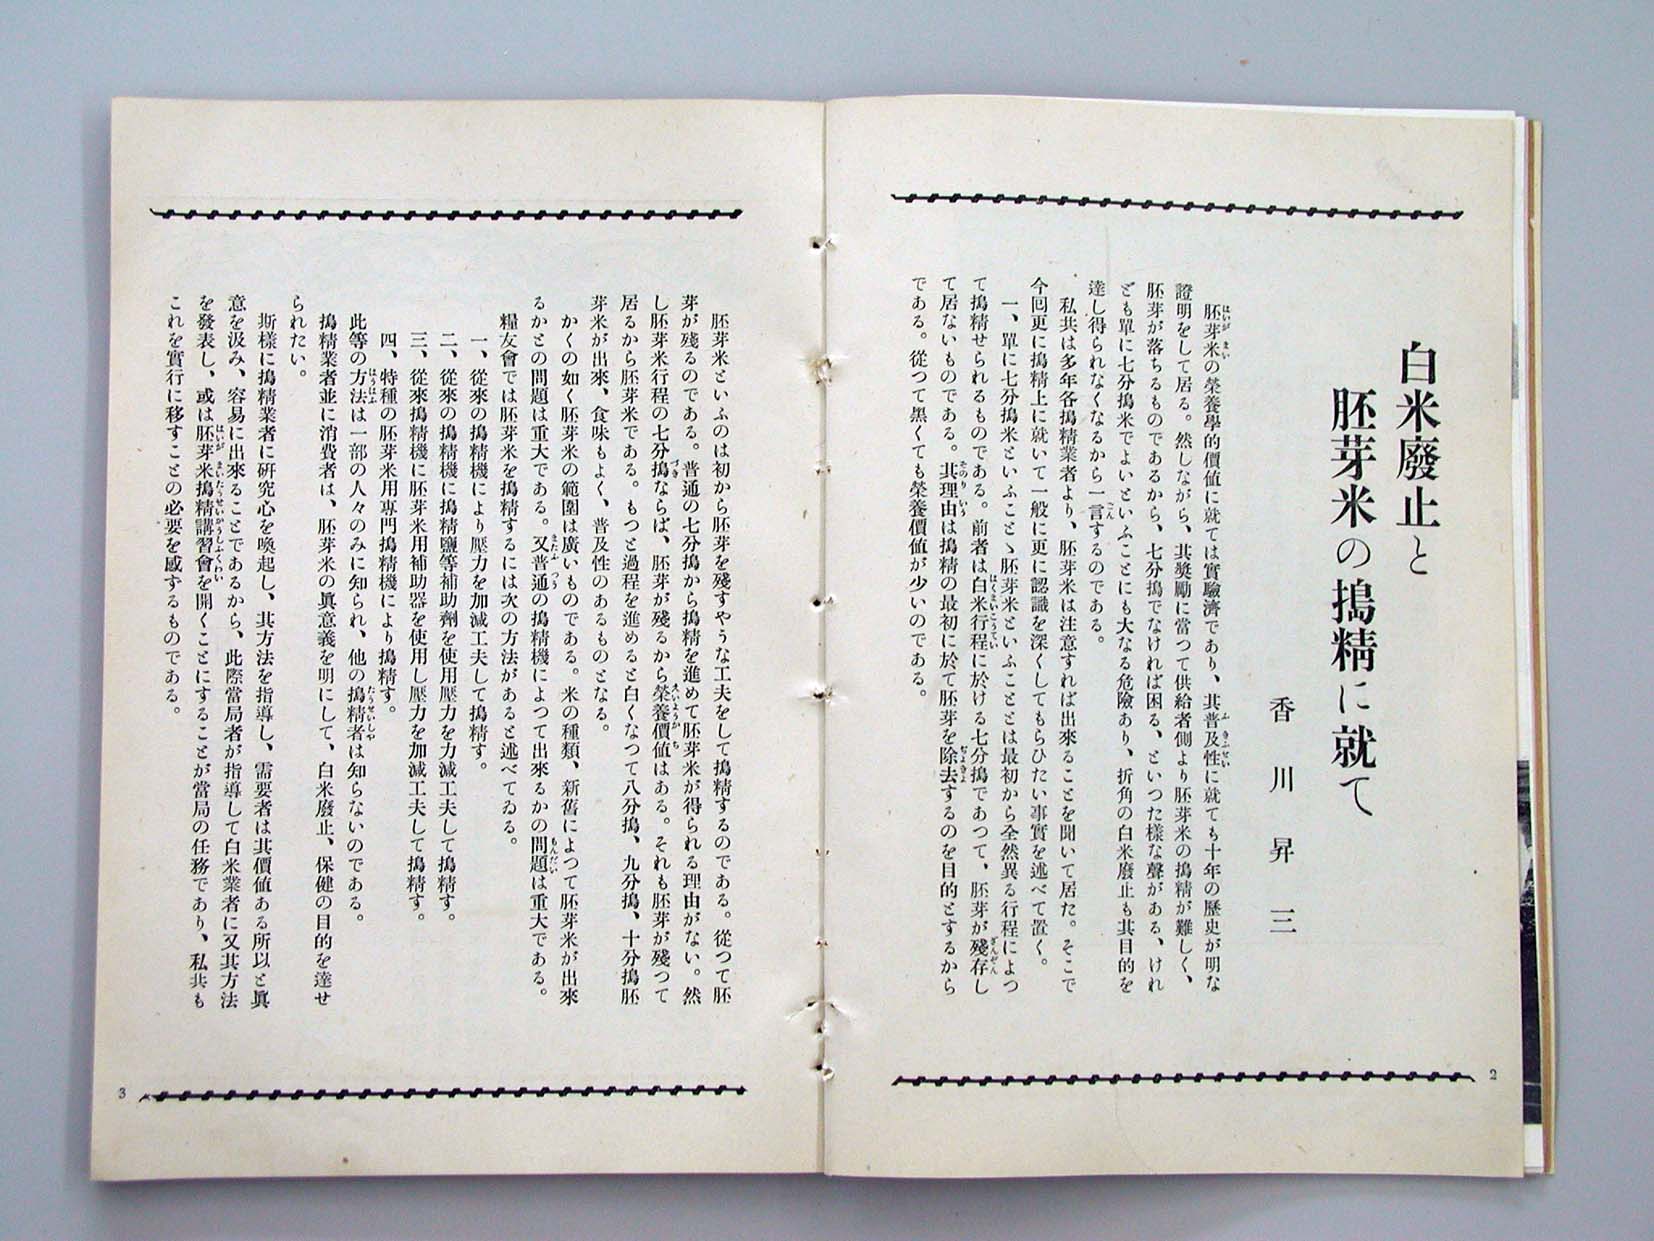 白米廢止と
胚芽米の搗精に就て
香川昇三
胚芽米の榮養學的價値に就ては實驗濟であり、其普及性に就ても十年の歷史が明な
證明をして居る。然しながら、其奬勵に當つて供給者側より胚芽米の搗精が難しく、
胚芽が落ちるものであるから、七分搗でなければ困る、といつた樣な聲がある、けれ
ども單に七分搗米でよいといふことにも大なる危險あり、折角の白米廢止も其目的を
達し得られなくなるから一言するのである。
私共は多年各搗精業者より、胚芽米は注意すれば出來ることを聞いて居た。そこで
今囘更に搗精上に就いて一般に更に認識を深くしてもらひたい事實を述べて置く。
一、單に七分搗米といふことゝ胚芽米といふこととは最初から全然異る行程によつ
て搗精せられるものである。前者は白米行程に於ける七分搗であつて、胚芽が殘存し
て居ないものである。其理由は搗精の最初に於て胚芽を除去するのを目的とするから
である。從つて黑くても榮養價値が少いのである。
2
胚芽米といふのは初から胚芽を殘すやうな工夫をして搗精するのである。從つて胚
芽が殘るのである。普通の七分搗から搗精を進めて胚芽米が得られる理由がない。然
し胚芽米行程の七分搗ならば、胚芽が殘るから榮養價値はある。それも胚芽が殘つて
居るから胚芽米である。もつと過程を進めると白くなつて八分搗、九分搗、十分搗胚
芽米が出來、食味もよく、普及性のあるものとなる。
かくの如く胚芽米の範圍は廣いものである。米の種類、新舊によつて胚芽米が出來
るかとの問題は重大である。又普通の搗精機によつて出來るかの問題は重大である。
糧友會では胚芽米を搗精するには次の方法があると述べてゐる。
一、從來の搗精機により壓力を加減工夫して搗精す。
二、從來の搗精機に搗精鹽等補助劑を使用壓力を力減工夫して搗精す。
三、從來搗精機に胚芽米用補助器を使用し壓力を加減工夫して搗精す。
四、特種の胚芽米用專門搗精機により搗精す。
此等の方法は一部の人々のみに知られ、他の搗精者は知らないのである。
搗精業者並に消費者は、胚芽米の眞意義を明にして、白米廢止、保健の目的を達せ
られたい。
斯樣に搗精業者に硏究心を喚起し、其方法を指導し、需要者は其價値ある所以と眞
意を汲み、容易に出來ることであるから、此際當局者が指導して白米業者に又其方法
を發表し、或は胚芽米搗精講習會を開くことにすることが當局の任務であり、私共も
これを實行に移すことの必要を感ずるものである。
3